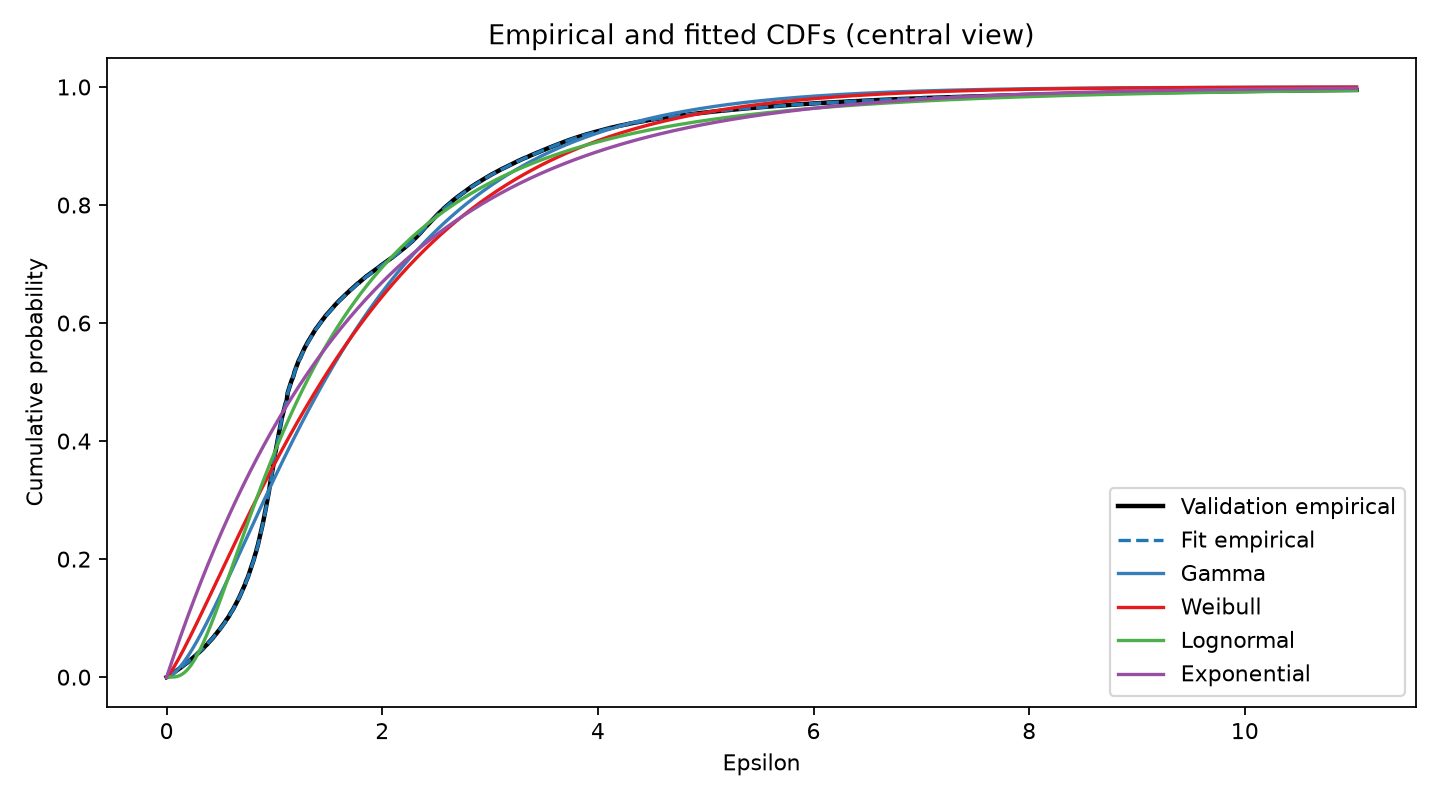 Empirical and fitted CDFs (central view)
Cumulative probability
1.0
0.8
0.6
0.4
0.2
0.0
0 2 4 6 8 10
Epsilon
Validation empirical
Fit empirical
Gamma
Weibull
Lognormal
Exponential